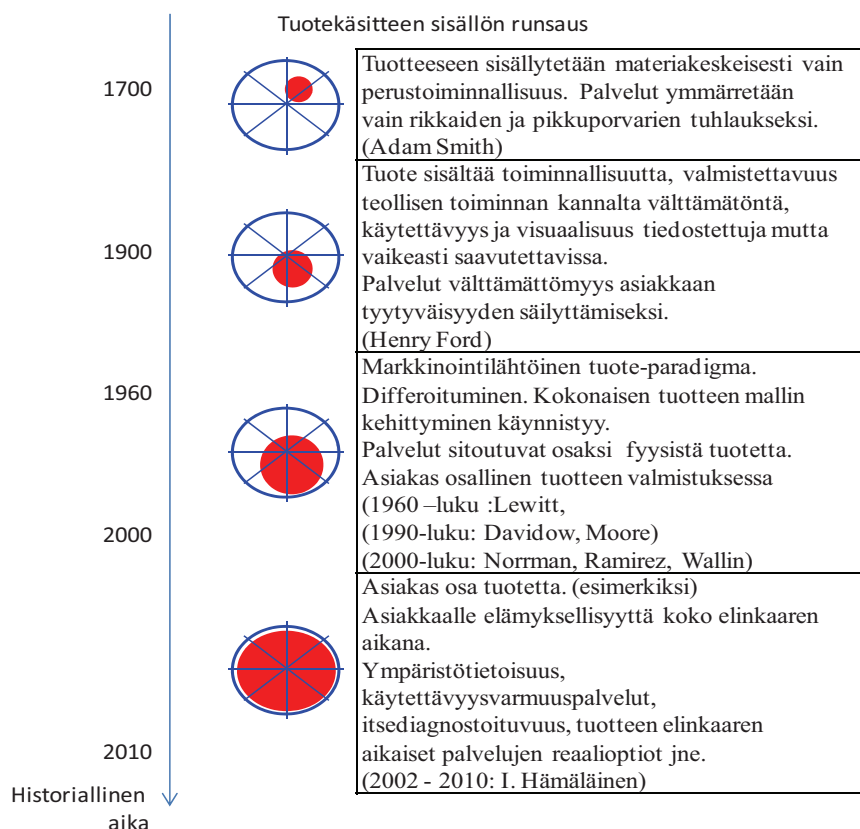 Tuotekäsitteen sisällön runsaus
1700
Tuotteeseen sisällytetään materiakeskeisesti vain
perustoiminnallisuus. Palvelut ymmärretään
vain rikkaiden ja pikkuporvarien tuhlaukseksi.
(Adam Smith)
1900
Tuote sisältää toiminnallisuutta, valmistettavuus
teollisen toiminnan kannalta välttämätöntä,
käytettävyys ja visuaalisuus tiedostettuja mutta
vaikeasti saavutettavissa.
Palvelut välttämättömyys asiakkaan
tyytyväisyyden säilyttämiseksi.
(Henry Ford)
1960
Markkinointilähtöinen tuote-paradigma.
Differoituminen. Kokonaisen tuotteen mallin
kehittyminen käynnistyy.
Palvelut sitoutuvat osaksi fyysistä tuotetta.
Asiakas osallinen tuotteen valmistuksessa
(1960 –luku :Lewitt,
(1990-luku: Davidow, Moore)
(2000-luku: Norrman, Ramirez, Wallin)
2000
Asiakas osa tuotetta. (esimerkiksi)
Asiakkaalle elämyksellisyyttä koko elinkaaren
aikana.
Ympäristötietoisuus,
käytettävyysvarmuuspalvelut,
itsediagnostoituvuus, tuotteen elinkaaren
aikaiset palvelujen reaalioptiot jne.
(2002 - 2010: I. Hämäläinen)
2010
Historiallinen
aika